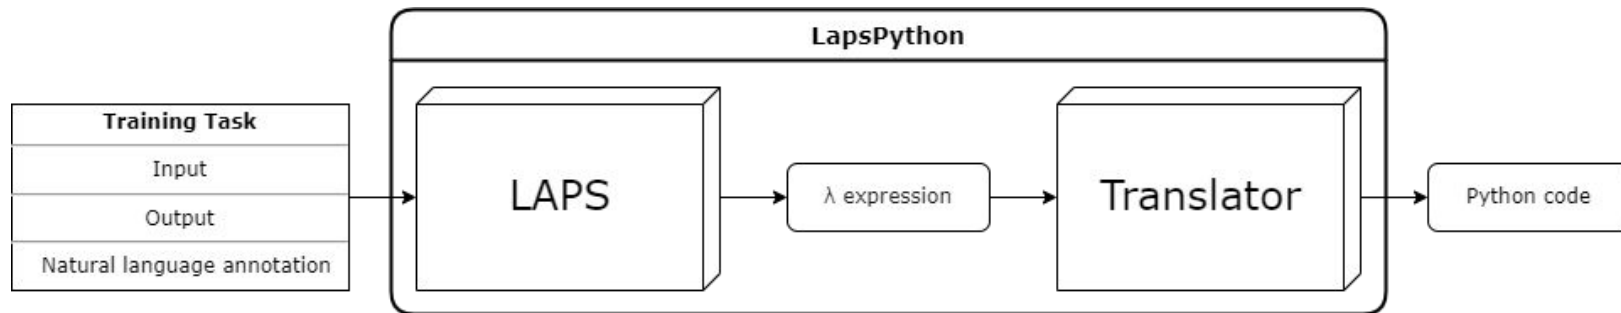 LapsPython
Training Task
Input
Output
Natural language annotation
LAPS
λ expression
Translator
Python code